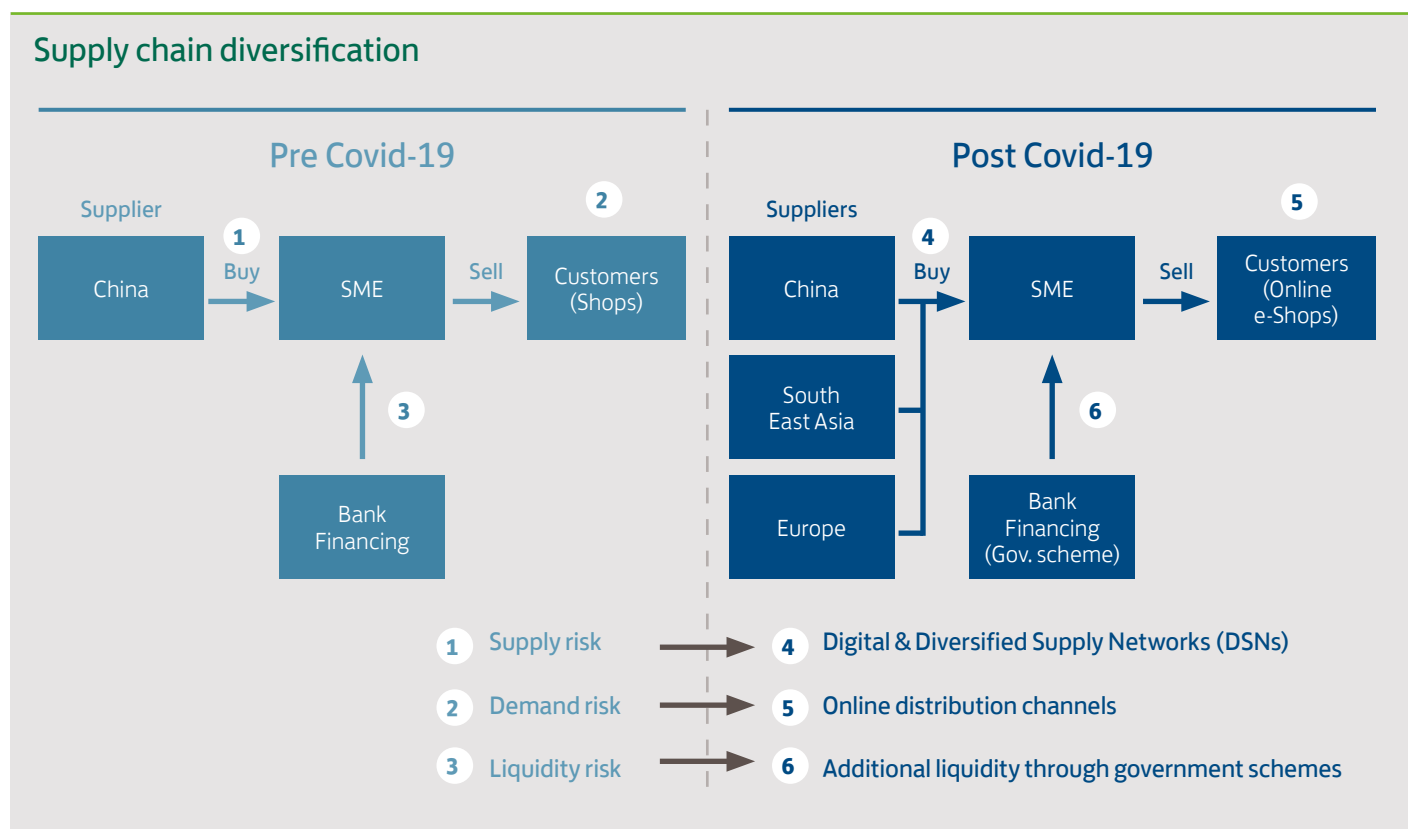 Supply chain diversification
Pre Covid-19
Supplier
1
2
China
Buy
SME
Sell
Customers
(Shops)
3
Bank
Financing
Post Covid-19
Suppliers
4
5
China
Buy
SME
Sell
Customers
(Online
e-Shops)
South
East Asia
6
Europe
Bank
Financing
(Gov. scheme)
1 Supply risk
4 Digital & Diversified Supply Networks (DSNs)
2 Demand risk
5 Online distribution channels
3 Liquidity risk
6 Additional liquidity through government schemes